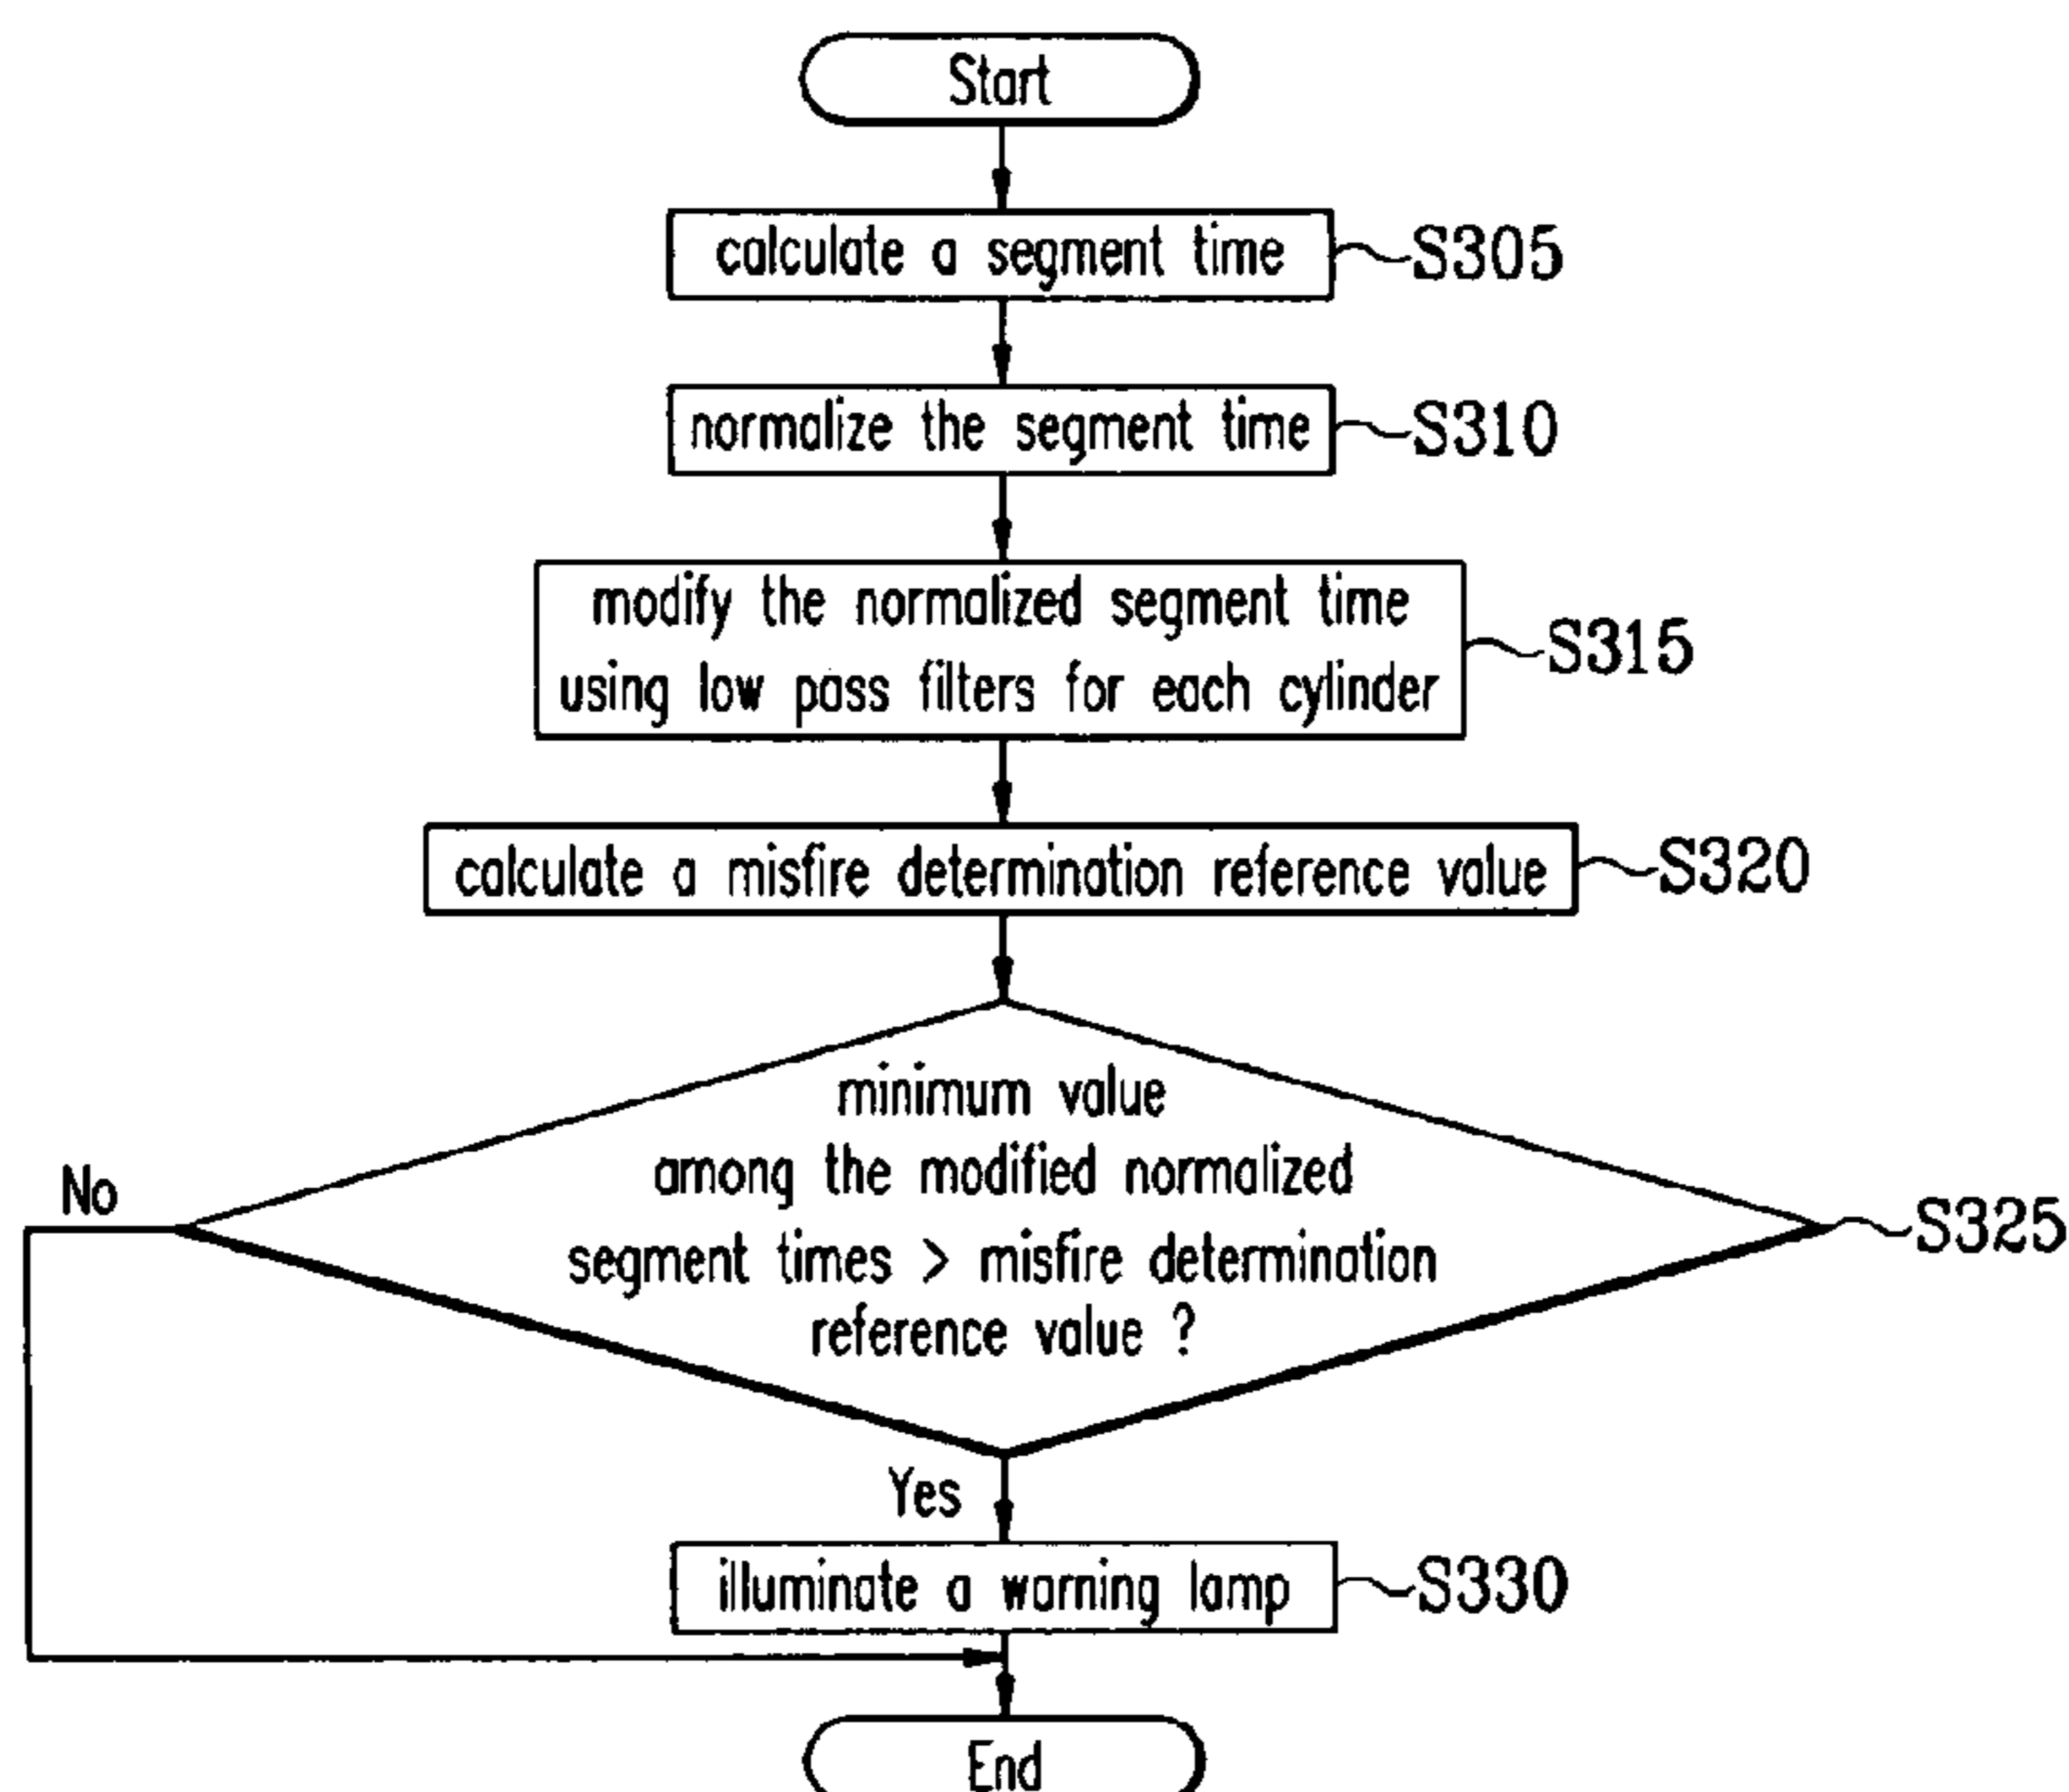 Start
calculate a segment time
S305
normalize the segment time
S310
modify the normalized segment time
using low pass filters for each cylinder
S315
calculate a misfire determination reference value
S320
minimum value
among the modified normalized
segment times > misfire determination
reference value ?
S325
No
Yes
illuminate a warning lamp
S330
End